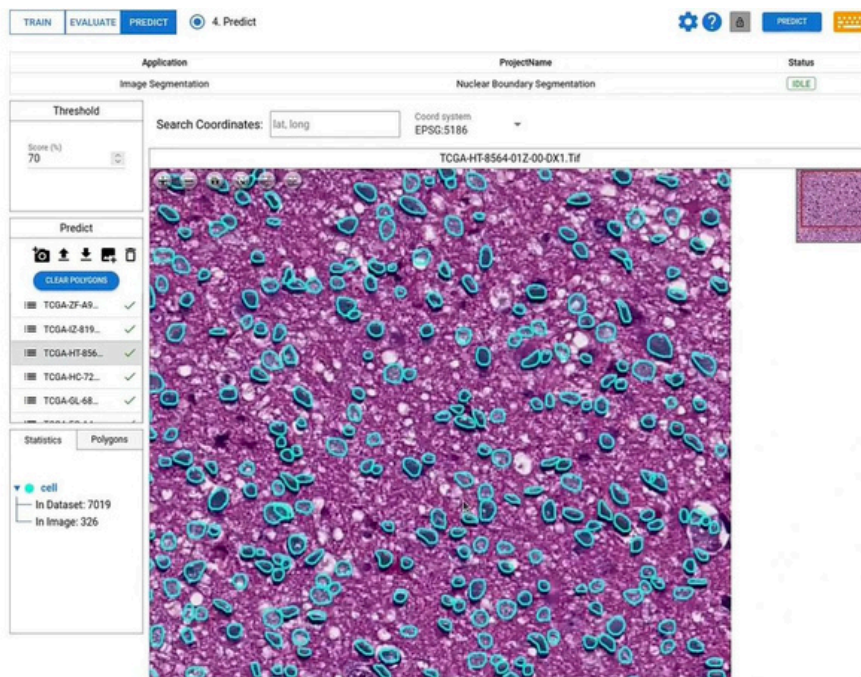 TRAIN EVALUATE PREDICT 4. Predict PREDICT
Application ProjectName Status
Image Segmentation Nuclear Boundary Segmentation IDLE
Threshold
Score (%)
70
Search Coordinates: lat, long
Coord system
EPSG:5186
TCGA-HT-8564-01Z-00-DX1.Tif
Predict
CLEAR POLYGONS
TCGA-ZF-A9...
TCGA-IZ-819...
TCGA-HT-856...
TCGA-HC-72...
TCGA-GL-68...
Statistics Polygons
cell
In Dataset: 7019
In Image: 326